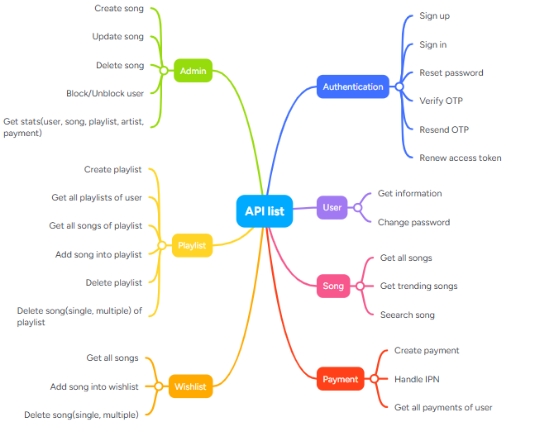 API list
Admin
Create song
Update song
Delete song
Block/Unblock user
Get stats(user, song, playlist, artist,
payment)
Playlist
Create playlist
Get all playlists of user
Get all songs of playlist
Add song into playlist
Delete playlist
Delete song(single, multiple) of
playlist
Wishlist
Get all songs
Add song into wishlist
Delete song(single, multiple)
Authentication
Sign up
Sign in
Reset password
Verify OTP
Resend OTP
Renew access token
User
Get information
Change password
Song
Get all songs
Get trending songs
Seearch song
Payment
Create payment
Handle IPN
Get all payments of user